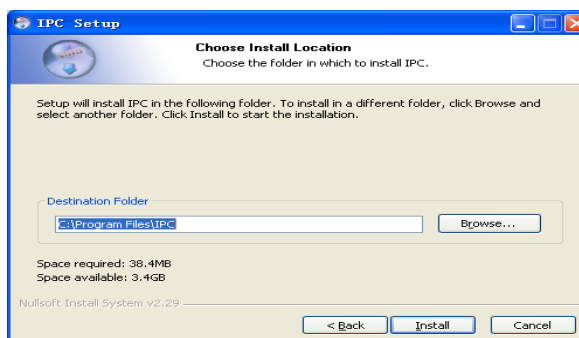 IPC Setup
Choose Install Location
Choose the folder in which to install IPC.
Setup will install IPC in the following folder. To install in a different folder, click Browse and
select another folder. Click Install to start the installation.
Destination Folder
C:\Program Files\IPC
Browse...
Space required: 38.4MB
Space available: 3.4GB
Nullsoft Install System v2.29
< Back
Install
Cancel